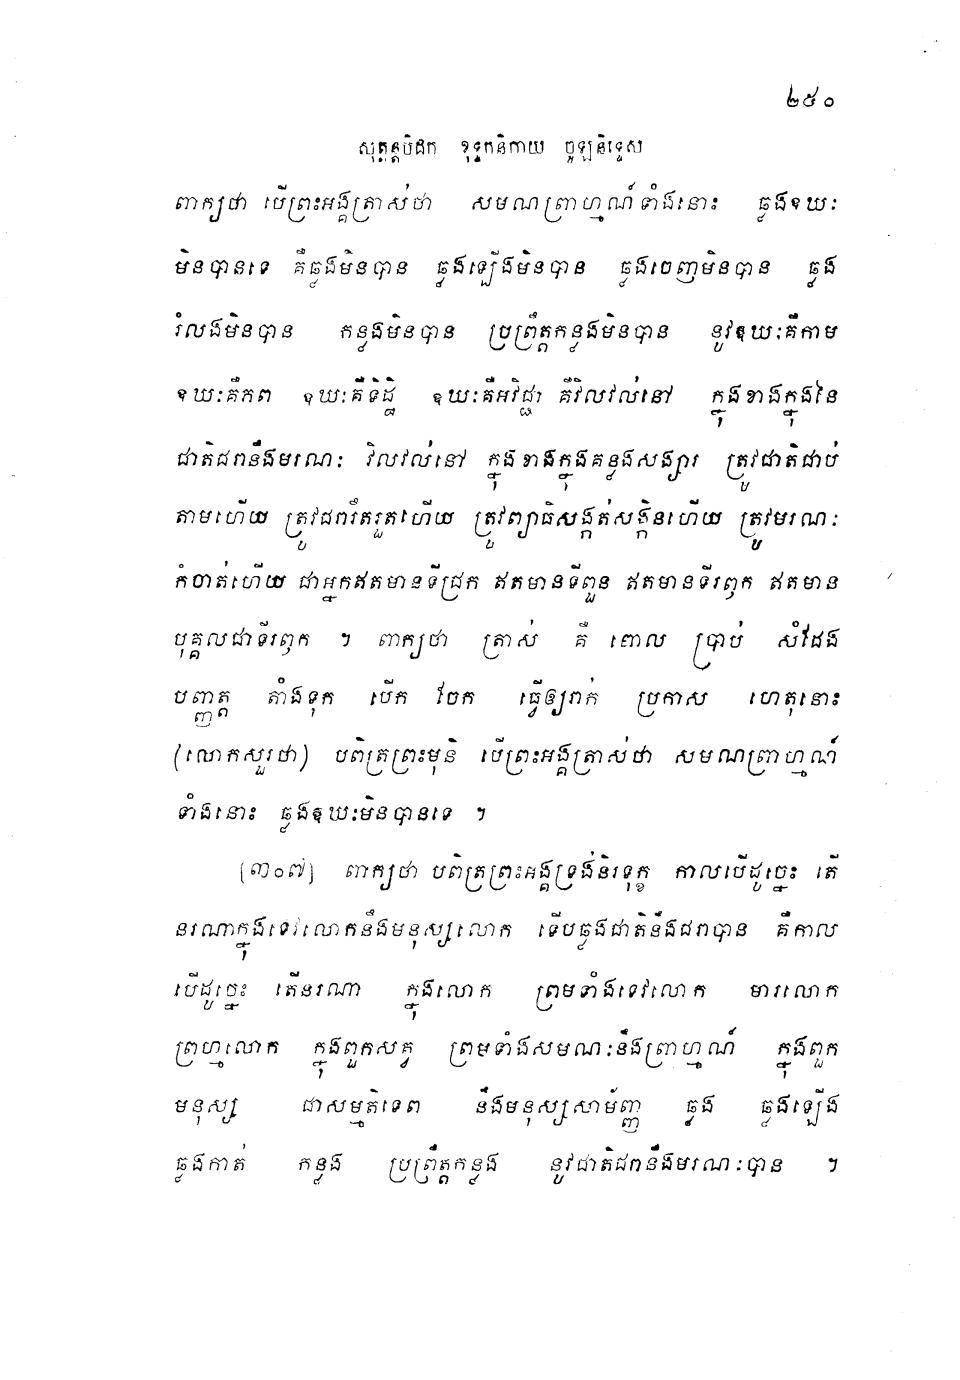 ២៥០
សុត្តន្តបិដក ខុទ្ទកនិកាយ ចូឡនិទ្ទេស
ពាក្យថា បើព្រះអង្គត្រាស់ថា សមណព្រាហ្មណ៍ទាំងនោះ ឆ្លងឱឃៈ
មិនបានទេ គឺឆ្លងមិនបាន ឆ្លងឡើងមិនបាន ឆ្លងចេញមិនបាន ឆ្លង
រំលងមិនបាន កន្លងមិនបាន ប្រព្រឹត្តកន្លងមិនបាន នូវឱឃៈគឺកាម
ឱឃៈគឺភព ឱឃៈគឺទិដ្ឋិ ឱឃៈគឺអវិជ្ជា គឺវិលវល់នៅ ក្នុងខាងក្នុងនៃ
ជាតិជរានឹងមរណៈ វិលវល់នៅ ក្នុងខាងក្នុងគន្លងសង្សារ ត្រូវជាតិជាប់
តាមហើយ ត្រូវជរារឹតរួតហើយ ត្រូវព្យាធិសង្កត់សង្កិនហើយ ត្រូវមរណៈ
កំចាត់ហើយ ជាអ្នកឥតមានទីជ្រក ឥតមានទីពួន ឥតមានទីរឭក ឥតមាន
បុគ្គលជាទីរឭក ។ ពាក្យថា ត្រាស់ គឺ ពោល ប្រាប់ សំដែង
បញ្ញត្ត តាំងទុក បើក ចែក ធ្វើឲ្យរាក់ ប្រកាស ហេតុនោះ
(លោកសួរថា) បពិត្រព្រះមុនិ បើព្រះអង្គត្រាស់ថា សមណព្រាហ្មណ៍
ទាំងនោះ ឆ្លងឱឃៈមិនបានទេ ។
[៣០៧] ពាក្យថា បពិត្រព្រះអង្គទ្រង់និរទុក្ខ កាលបើដូច្នេះ តើ
នរណាក្នុងទេវលោកនឹងមនុស្សលោក ទើបឆ្លងជាតិនឹងជរាបាន គឺកាល
បើដូច្នេះ តើនរណា ក្នុងលោក ព្រមទាំងទេវលោក មារលោក
ព្រហ្មលោក ក្នុងពួកសត្វ ព្រមទាំងសមណៈនឹងព្រាហ្មណ៍ ក្នុងពួក
មនុស្ស ជាសម្មតិទេព នឹងមនុស្សសាម័ញ្ញ ឆ្លង ឆ្លងឡើង
ឆ្លងកាត់ កន្លង ប្រព្រឹត្តកន្លង នូវជាតិជរានឹងមរណៈបាន ។